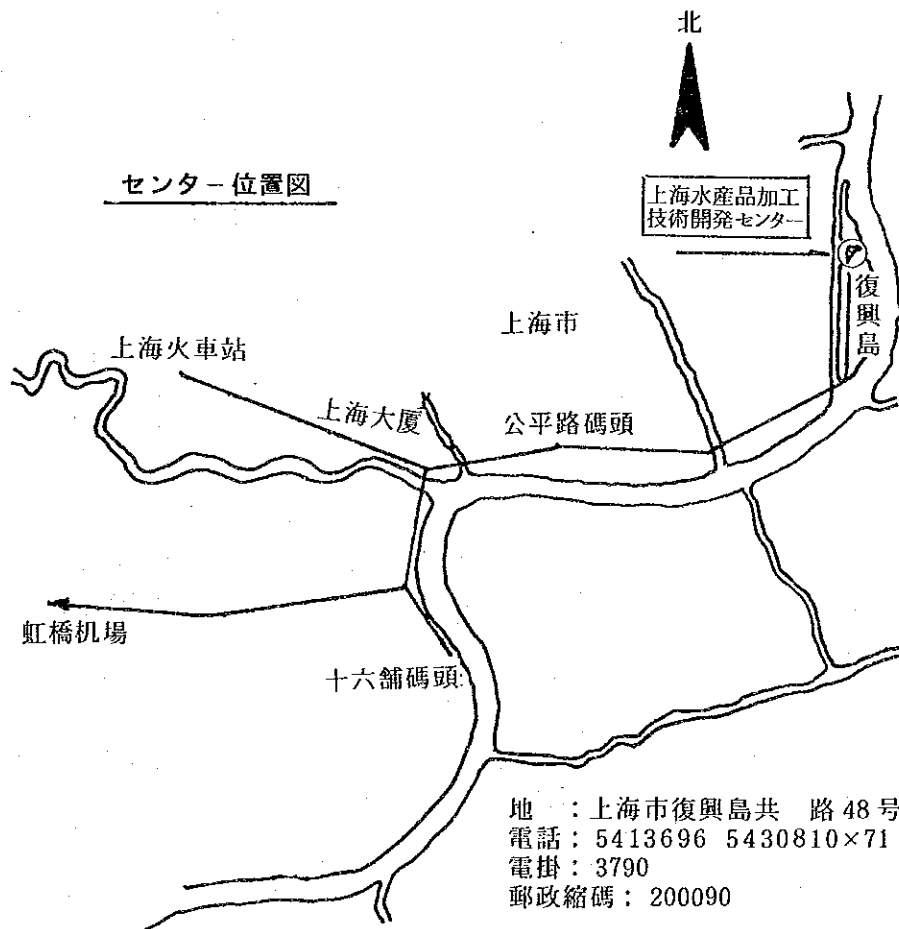 北
センター位置図
上海水産品加工
技術開発センター
復興島
上海市
上海火車站
上海大厦
公平路碼頭
虹橋机場
十六舗碼頭
地　：上海市復興島共　路48号
電話：5413696 5430810×71
電掛：3790
郵政縮碼：200090